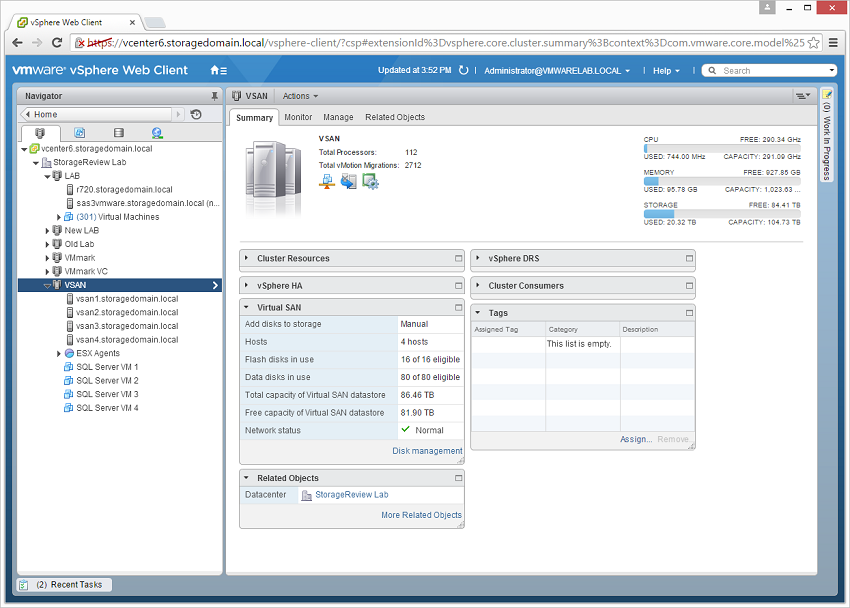 vSphere Web Client
https://vcenter6.storagedomain.local/vsphere-client/?csp#extensionId%3Dvsphere.core.cluster.summary%3Bcontext%3Dcom.vmware.core.model%25
vmware® vSphere Web Client
Updated at 3:52 PM
Administrator@VMWARELAB.LOCAL
Help
Search
Navigator
Home
vcenter6.storagedomain.local
StorageReview Lab
LAB
r720.storagedomain.local
sas3vmware.storagedomain.local (n...
(301) Virtual Machines
New LAB
Old Lab
VMmark
VMmark VC
VSAN
vsan1.storagedomain.local
vsan2.storagedomain.local
vsan3.storagedomain.local
vsan4.storagedomain.local
ESX Agents
SQL Server VM 1
SQL Server VM 2
SQL Server VM 3
SQL Server VM 4
VSAN Actions
Summary Monitor Manage Related Objects
VSAN
Total Processors: 112
Total vMotion Migrations: 2712
CPU FREE: 290.34 GHz
USED: 744.00 MHz CAPACITY: 291.09 GHz
MEMORY FREE: 927.85 GB
USED: 95.78 GB CAPACITY: 1,023.63 ...
STORAGE FREE: 84.41 TB
USED: 20.32 TB CAPACITY: 104.73 TB
Cluster Resources
vSphere HA
Virtual SAN
Add disks to storage Manual
Hosts 4 hosts
Flash disks in use 16 of 16 eligible
Data disks in use 80 of 80 eligible
Total capacity of Virtual SAN datastore 86.46 TB
Free capacity of Virtual SAN datastore 81.90 TB
Network status Normal
Disk management
Related Objects
Datacenter StorageReview Lab
More Related Objects
vSphere DRS
Cluster Consumers
Tags
Assigned Tag Category Description
This list is empty.
Assign... Remove...
(0) Work In Progress
(2) Recent Tasks